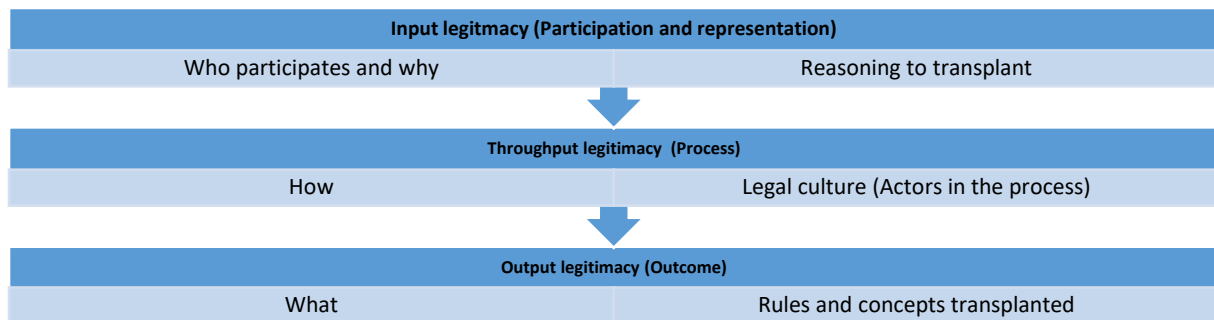 Input legitmacy (Participation and representation)
Who participates and why
Reasoning to transplant
Throughput legitimacy (Process)
How
Legal culture (Actors in the process)
Output legitimacy (Outcome)
What
Rules and concepts transplanted